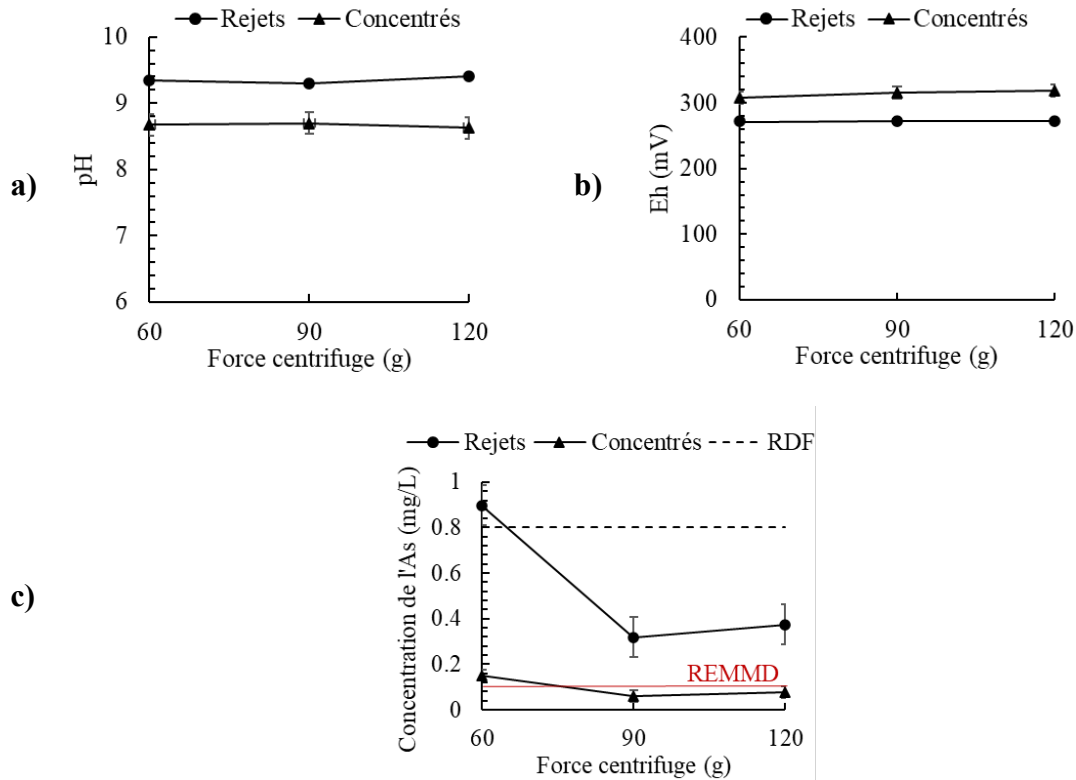 Rejets Concentrés
10
9
8
7
6
pH
60 90 120
Force centrifuge (g)
a)
Rejets Concentrés
400
300
200
100
0
Eh (mV)
60 90 120
Force centrifuge (g)
b)
Rejets Concentrés RDF
1
0.8
0.6
0.4
0.2
0
Concentration de l'As (mg/L)
REMMD
60 90 120
Force centrifuge (g)
c)